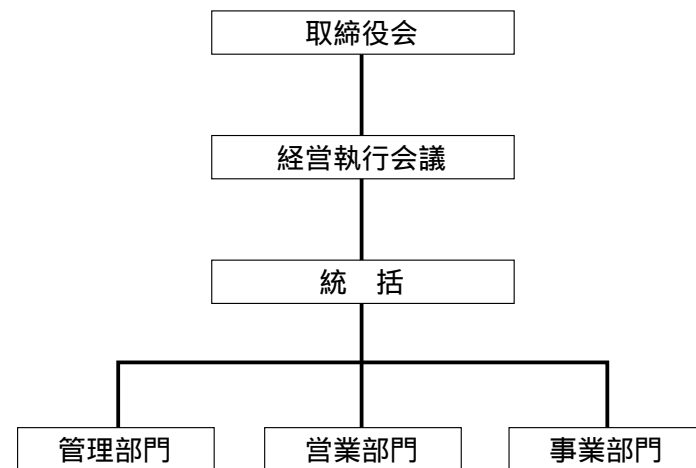 取締役会
経営執行会議
統　括
管理部門
営業部門
事業部門